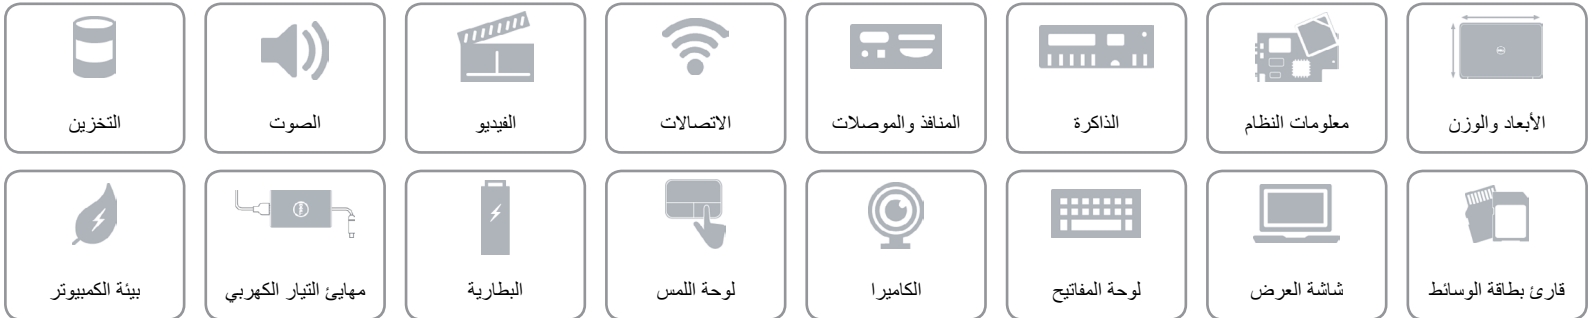 الأبعاد والوزن
معلومات النظام
الذاكرة
المنافذ والموصلات
الاتصالات
الفيديو
الصوت
التخزين
قارئ بطاقة الوسائط
شاشة العرض
لوحة المفاتيح
الكاميرا
لوحة اللمس
البطارية
مهايئ التيار الكهربي
بيئة الكمبيوتر